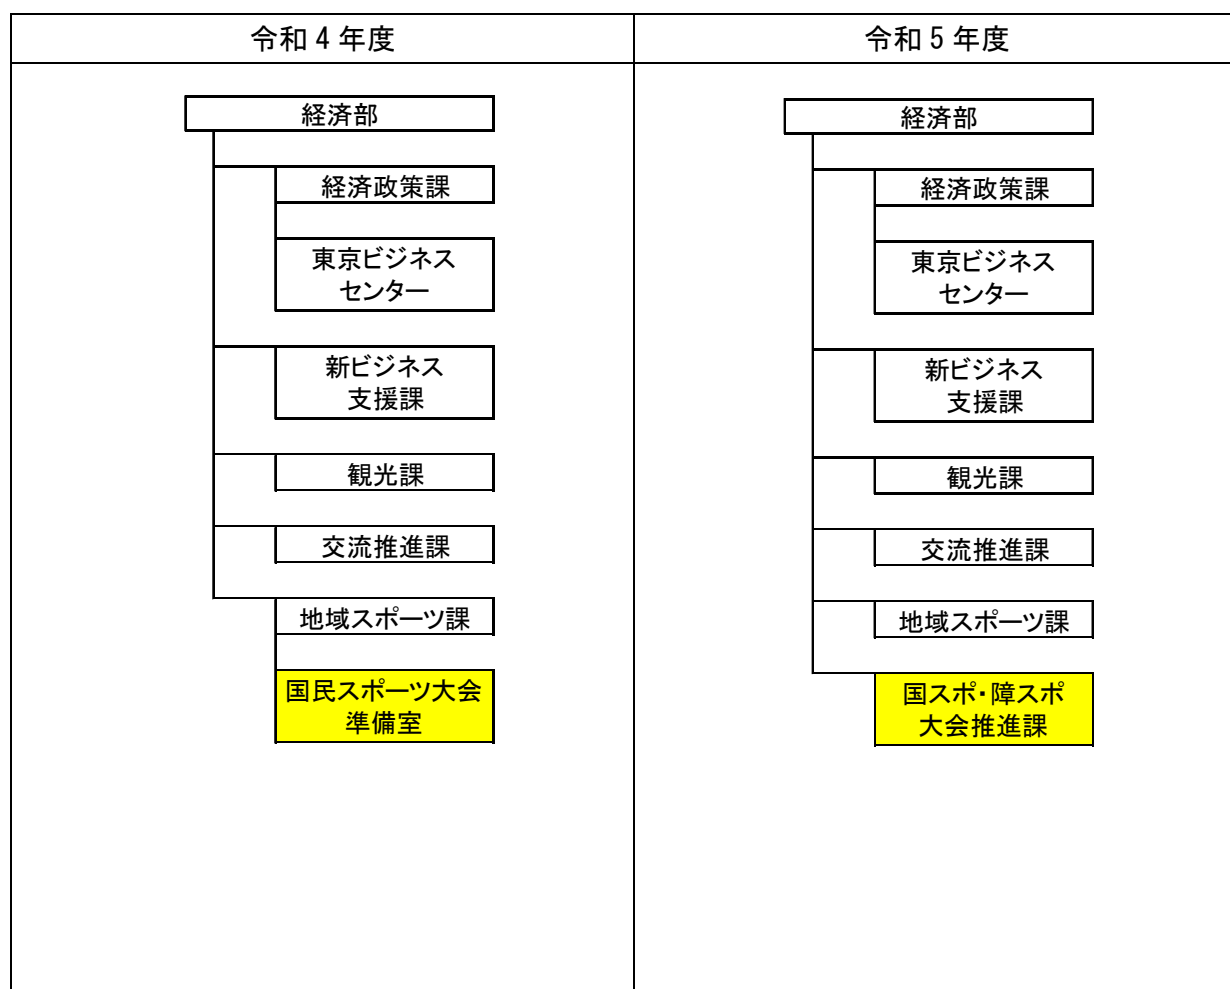 令和４年度
経済部
経済政策課
東京ビジネス
センター
新ビジネス
支援課
観光課
交流推進課
地域スポーツ課
国民スポーツ大会
準備室
令和５年度
経済部
経済政策課
東京ビジネス
センター
新ビジネス
支援課
観光課
交流推進課
地域スポーツ課
国スポ・障スポ
大会推進課